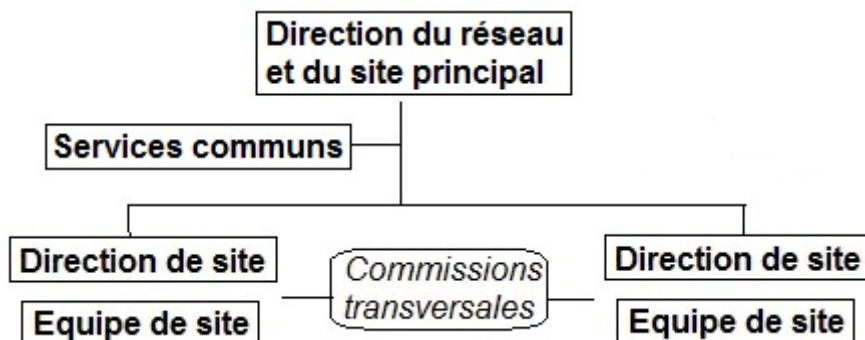 Direction du réseau
et du site principal
Services communs
Direction de site
Commissions
transversales
Direction de site
Equipe de site
Equipe de site